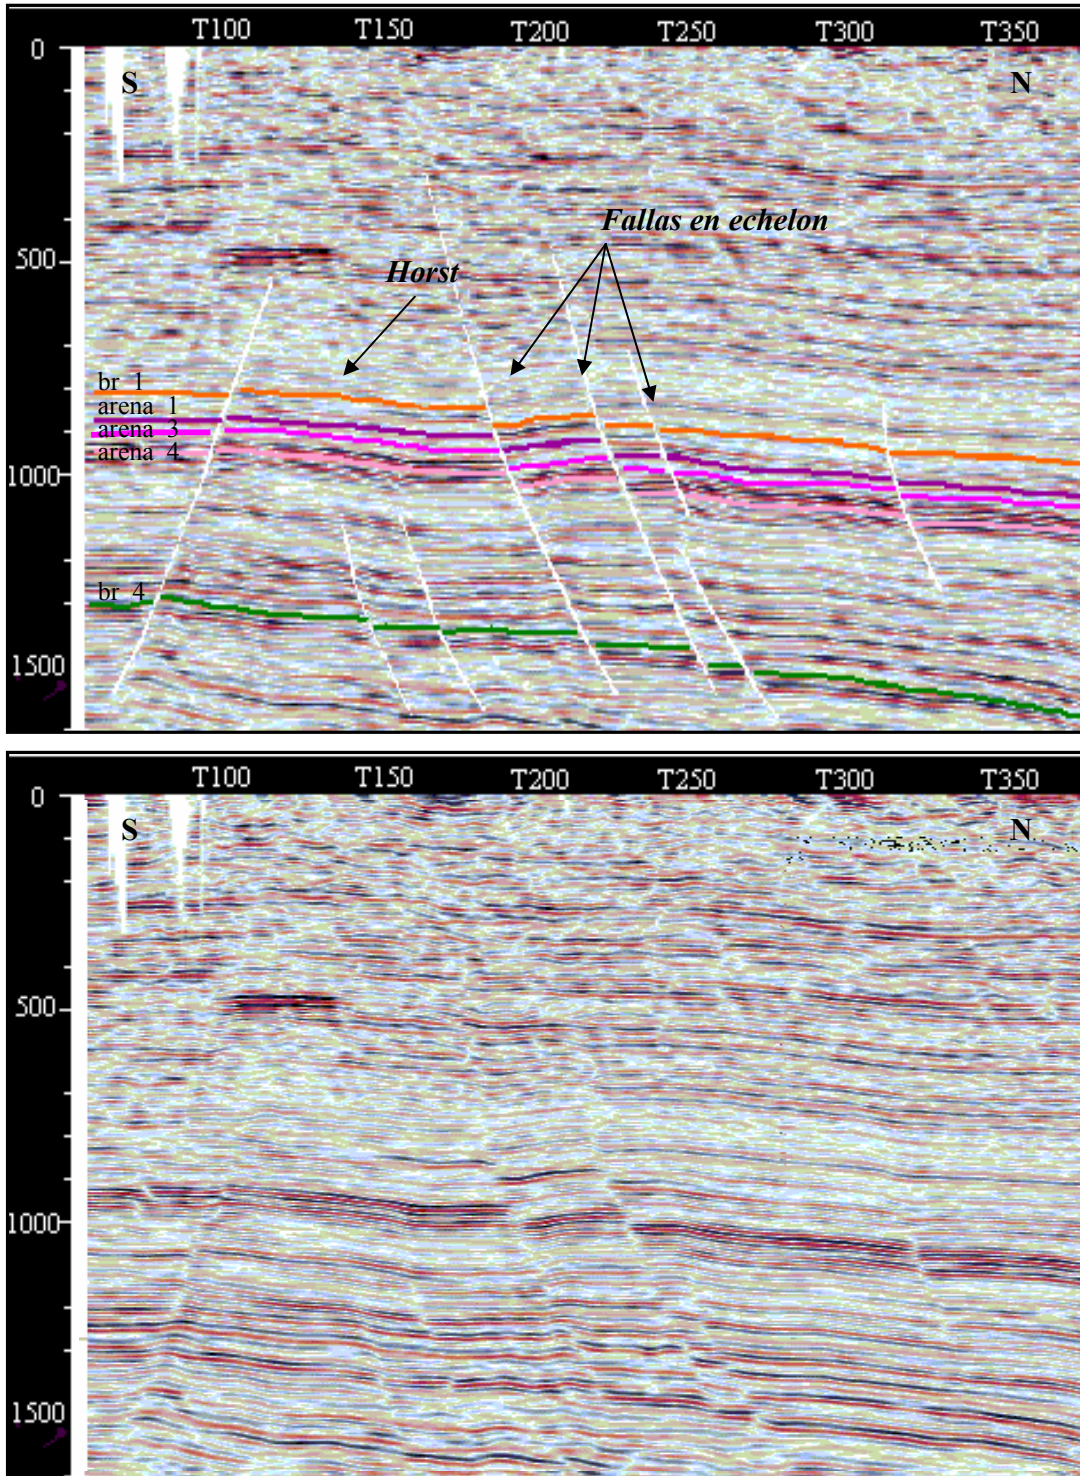 T100 T150 T200 T250 T300 T350
0
S N
Fallas en echelon
500
Horst
br 1
arena 1
arena 3
arena 4
1000
br 4
1500
T100 T150 T200 T250 T300 T350
0
S N
500
1000
1500